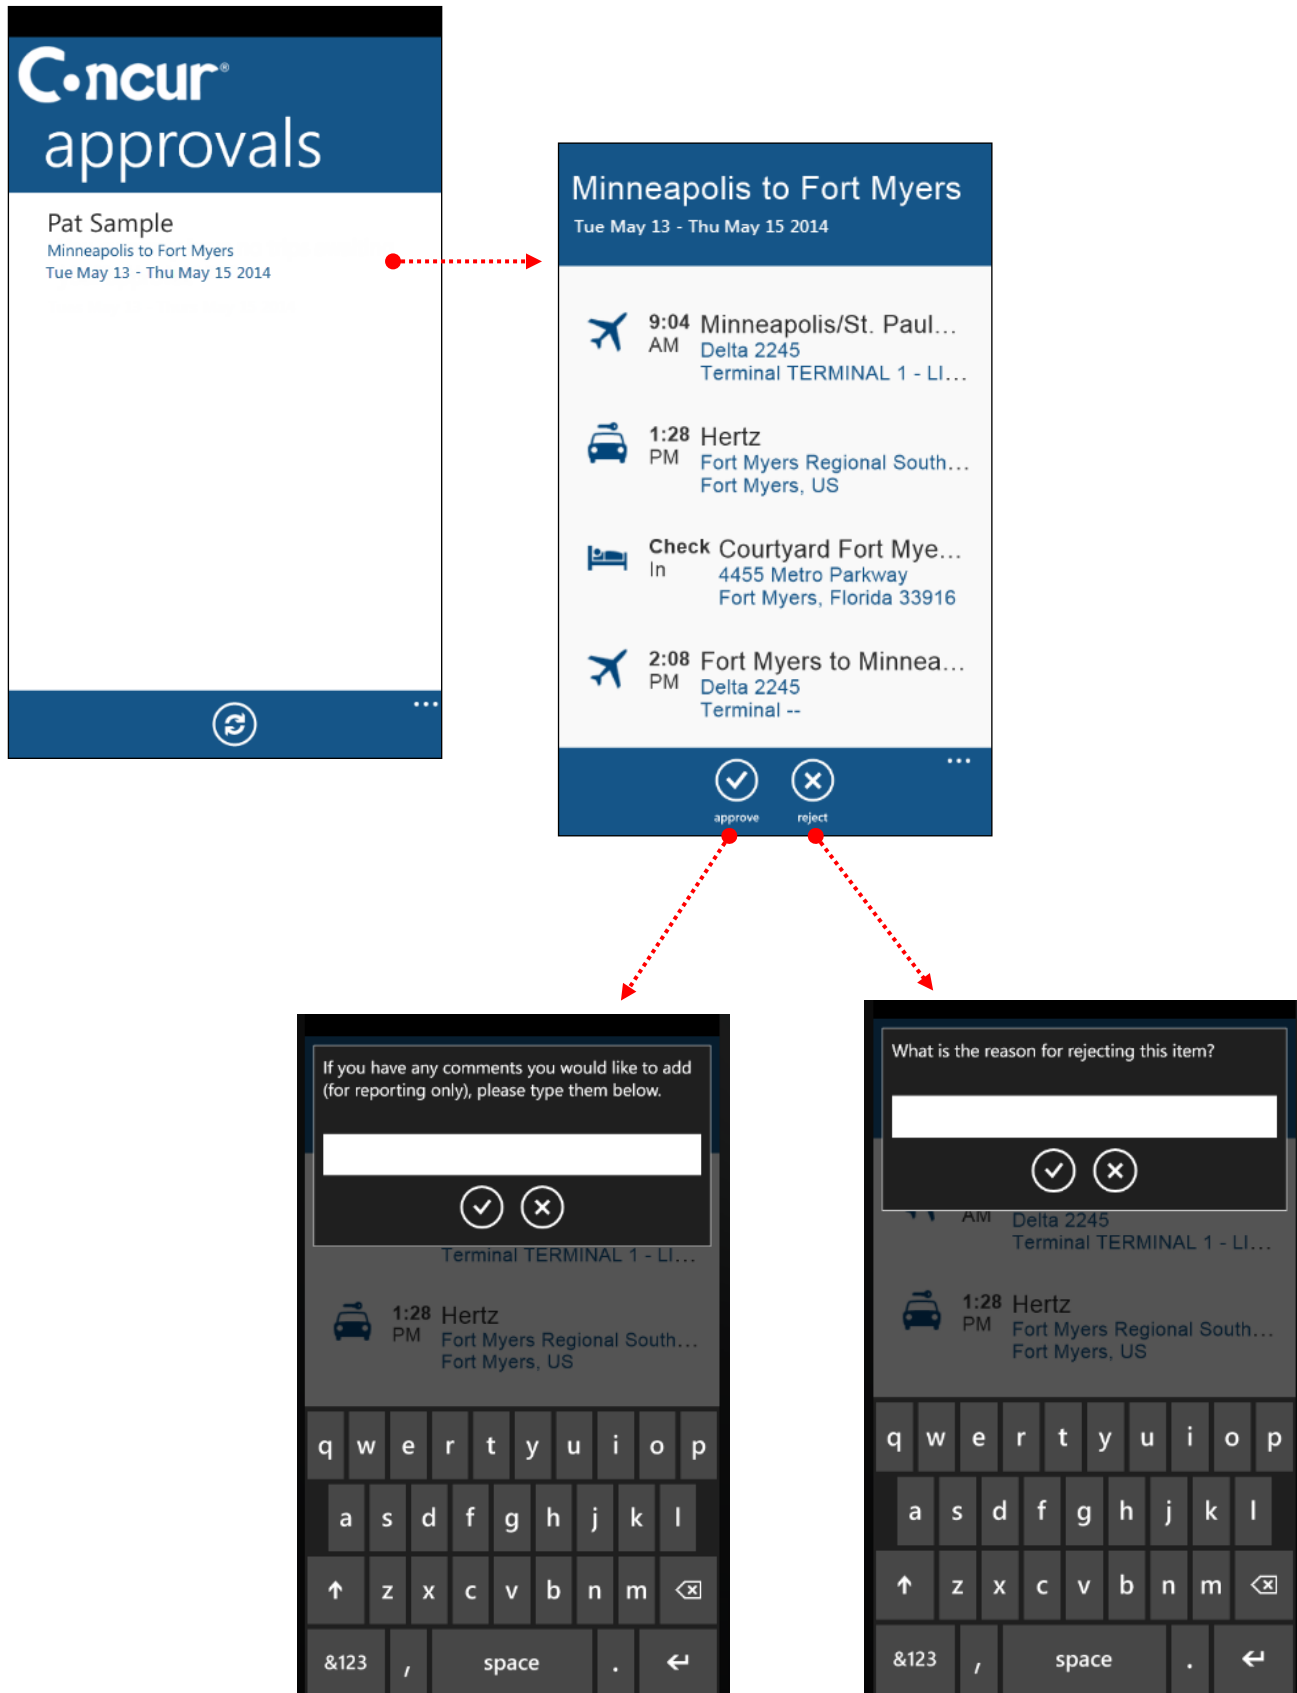 Concur®
approvals
Pat Sample
Minneapolis to Fort Myers
Tue May 13 - Thu May 15 2014
Minneapolis to Fort Myers
Tue May 13 - Thu May 15 2014
9:04 Minneapolis/St. Paul...
AM Delta 2245
Terminal TERMINAL 1 - LI...
1:28 Hertz
PM Fort Myers Regional South...
Fort Myers, US
Check Courtyard Fort Mye...
In 4455 Metro Parkway
Fort Myers, Florida 33916
2:08 Fort Myers to Minnea...
PM Delta 2245
Terminal --
approve reject
If you have any comments you would like to add
(for reporting only), please type them below.
Terminal TERMINAL 1 - LI...
1:28 Hertz
PM Fort Myers Regional South...
Fort Myers, US
q w e r t y u i o p
a s d f g h j k l
z x c v b n m
&123 , space .
What is the reason for rejecting this item?
AM Delta 2245
Terminal TERMINAL 1 - LI...
1:28 Hertz
PM Fort Myers Regional South...
Fort Myers, US
q w e r t y u i o p
a s d f g h j k l
z x c v b n m
&123 , space .